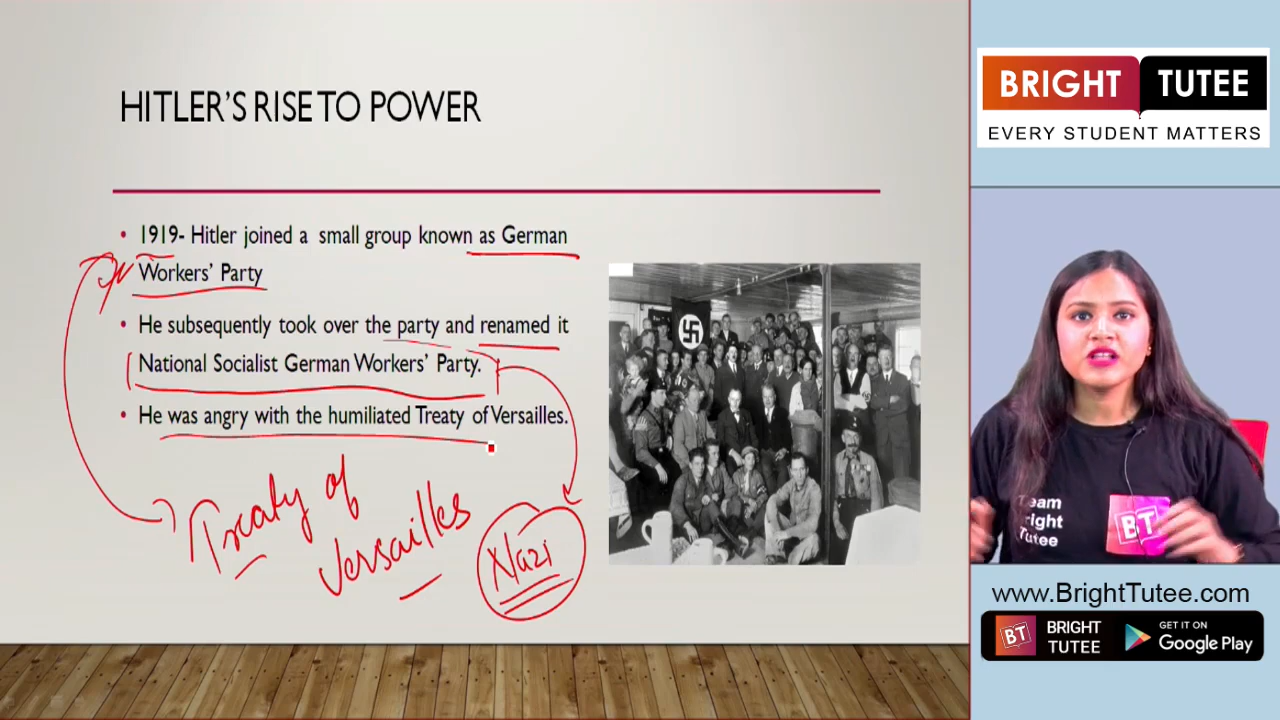 HITLER'S RISE TO POWER
• 1919- Hitler joined a small group known as German
Workers' Party
• He subsequently took over the party and renamed it
National Socialist German Workers' Party.
• He was angry with the humiliated Treaty of Versailles.
Treaty of
Versailles
Nazi
BRIGHT TUTEE
EVERY STUDENT MATTERS
Team
Bright
Tutee
BT
www.BrightTutee.com
BT
BRIGHT
TUTEE
GET IT ON
Google Play